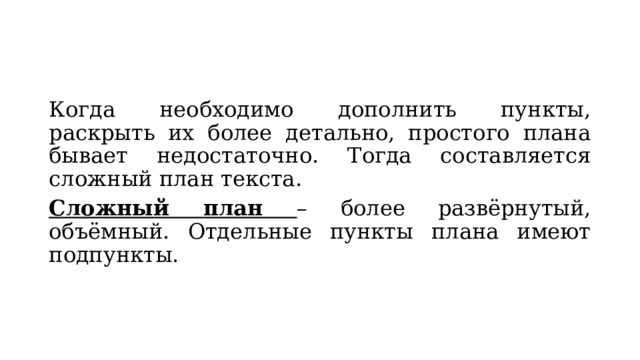 Когда необходимо дополнить пункты,
раскрыть их более детально, простого плана
бывает недостаточно. Тогда составляется
сложный план текста.
Сложный план – более развёрнутый,
объёмный. Отдельные пункты плана имеют
подпункты.